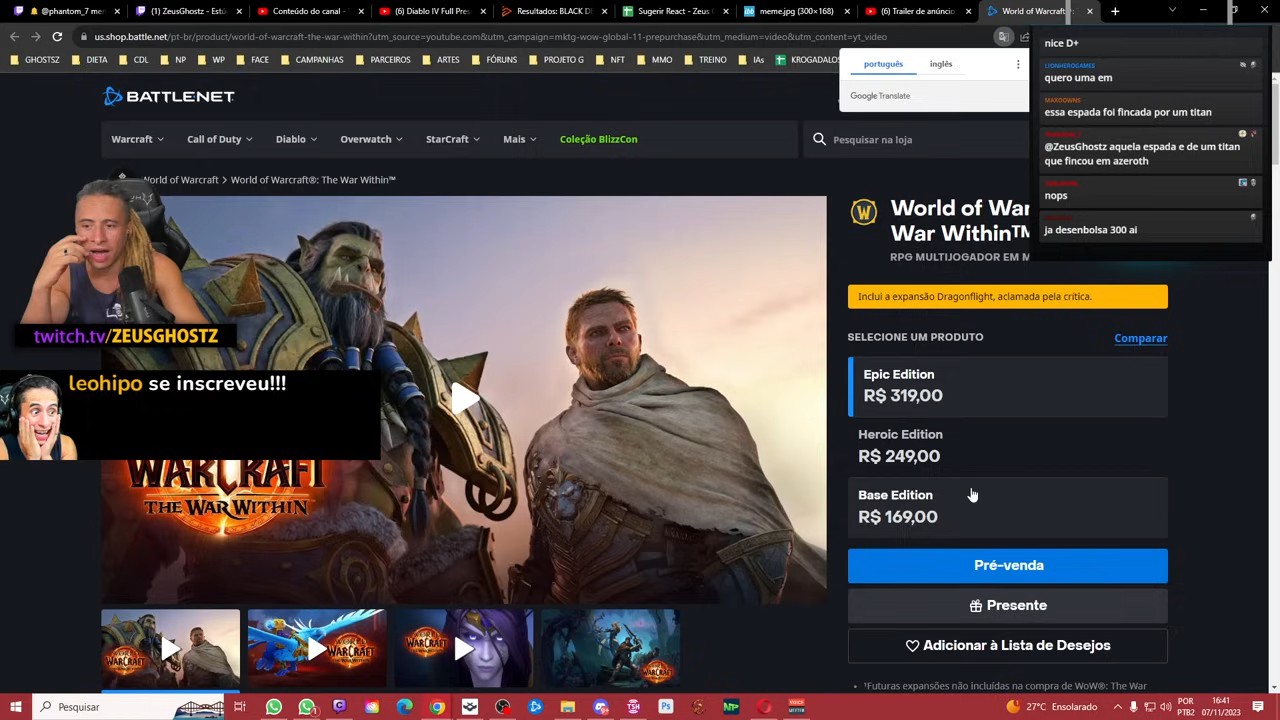 (1) @phantom_7 men
ZeusGhostz - Estú
Conteúdo do canal -
(6) Diablo IV Full Pres
Resultados: BLACK D
Sugerir React - Zeus
meme.jpg (300×168)
(6) Trailer de anúncio
World of Warcraft®:
us.shop.battle.net/pt-br/product/world-of-warcraft-the-war-within?utm_source=youtube.com&utm_campaign=mktg-wow-global-11-prepurchase&utm_medium=video&utm_content=yt_video
GHOSTSZ
DIETA
CDL
NP
WP
FACE
CAMPANHAS
PARCEIROS
ARTES
FÓRUNS
PROJETO G
NFT
MMO
TREINO
IAs
KROGADALOS
português
inglês
Google Translate
nice D+
LIONHEROGAMES
quero uma em
MAXDOWNS
essa espada foi fincada por um titan
@ZeusGhostz aquela espada e de um titan
que fincou em azeroth
nops
ja desenbolsa 300 ai
BATTLE.NET
Warcraft
Call of Duty
Diablo
Overwatch
StarCraft
Mais
Coleção BlizzCon
Pesquisar na loja
World of Warcraft > World of Warcraft®: The War Within™
World of War
War Within™
RPG MULTIJOGADOR EM M
Inclui a expansão Dragonflight, aclamada pela crítica.
SELECIONE UM PRODUTO
Comparar
Epic Edition
R$ 319,00
Heroic Edition
R$ 249,00
Base Edition
R$ 169,00
Pré-venda
Presente
Adicionar à Lista de Desejos
• ¹Futuras expansões não incluídas na compra de WoW®: The War
twitch.tv/ZEUSGHOSTZ
leohipo se inscreveu!!!
WARCRAFT
THE WAR WITHIN
Pesquisar
27°C Ensolarado
POR
PTB2
16:41
07/11/2023